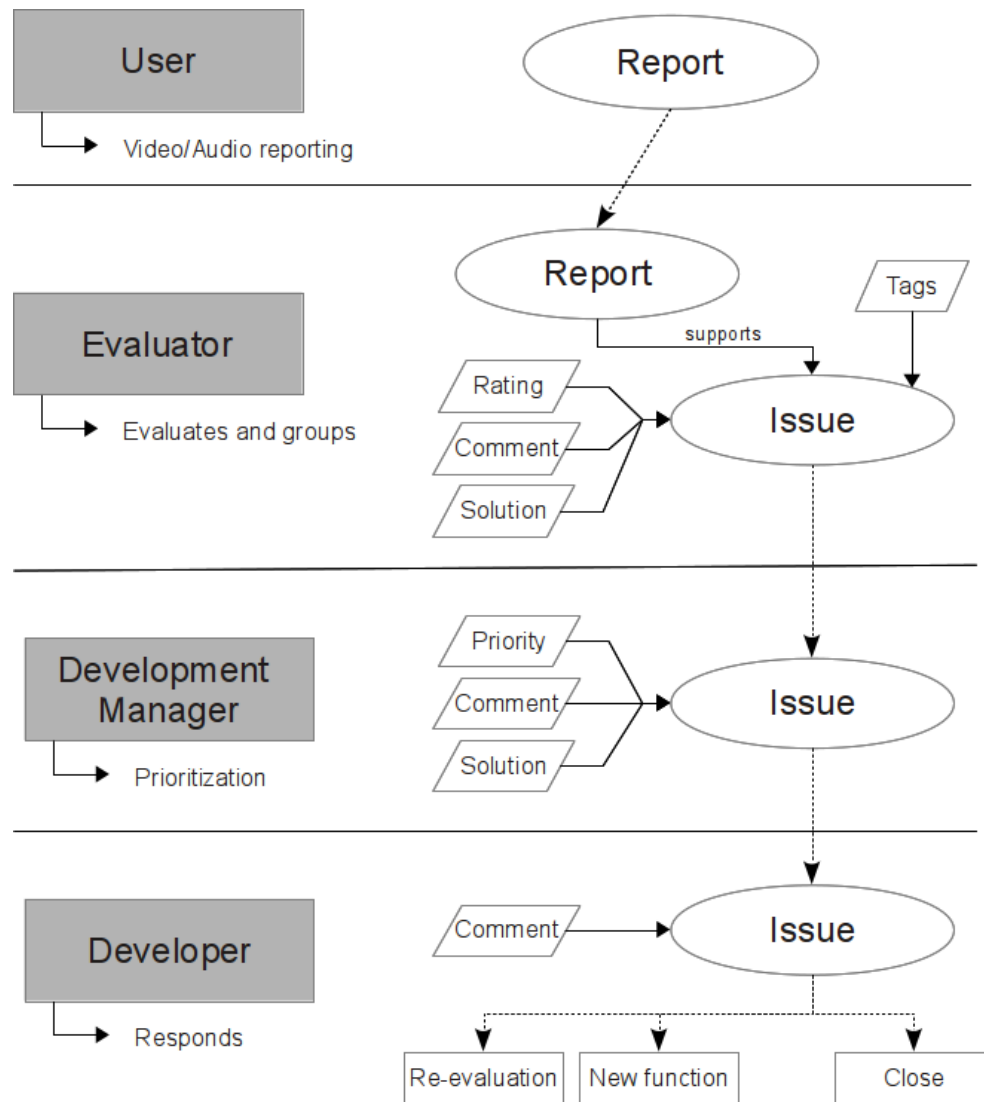 User
Report
Video/Audio reporting
Report
Tags
supports
Evaluator
Rating
Issue
Evaluates and groups
Comment
Solution
Development
Manager
Priority
Comment
Issue
Solution
Prioritization
Developer
Comment
Issue
Responds
Re-evaluation
New function
Close